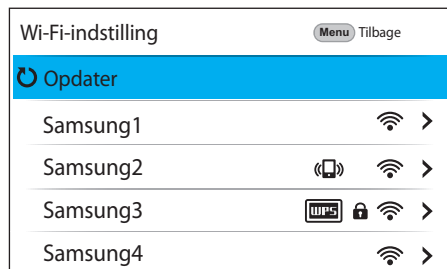 Wi-Fi-indstilling Menu Tilbage
Opdater
Samsung1
Samsung2
Samsung3 WPS
Samsung4